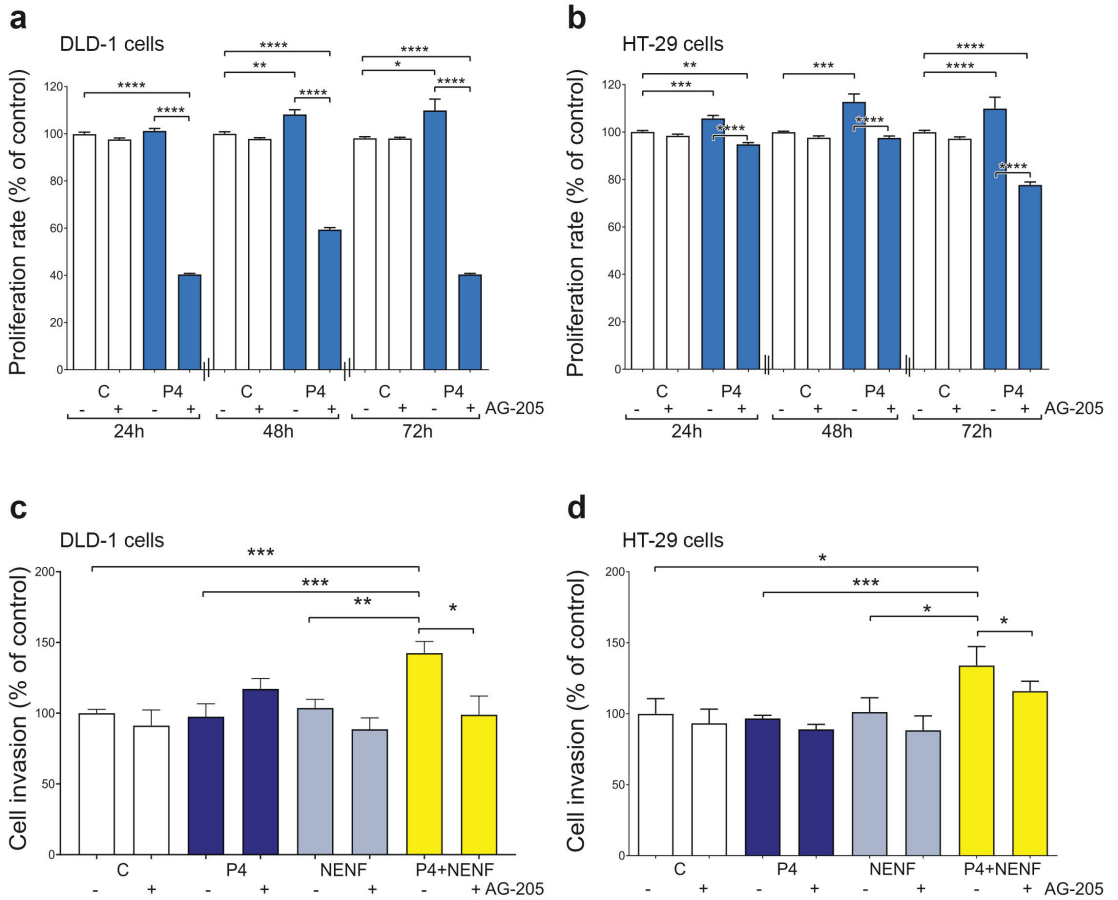 a
DLD-1 cells
Proliferation rate (% of control)
120
100
80
60
40
20
0
****
****
****
**
****
****
*
****
C P4 C P4 C P4
- + - + - + - + - + - + AG-205
24h 48h 72h
b
HT-29 cells
Proliferation rate (% of control)
120
100
80
60
40
20
0
**
***
****
***
****
****
****
****
C P4 C P4 C P4
- + - + - + - + - + - + AG-205
24h 48h 72h
c
DLD-1 cells
Cell invasion (% of control)
200
150
100
50
0
***
***
**
*
C P4 NENF P4+NENF
- + - + - + - + AG-205
d
HT-29 cells
Cell invasion (% of control)
200
150
100
50
0
*
***
*
*
C P4 NENF P4+NENF
- + - + - + - + AG-205